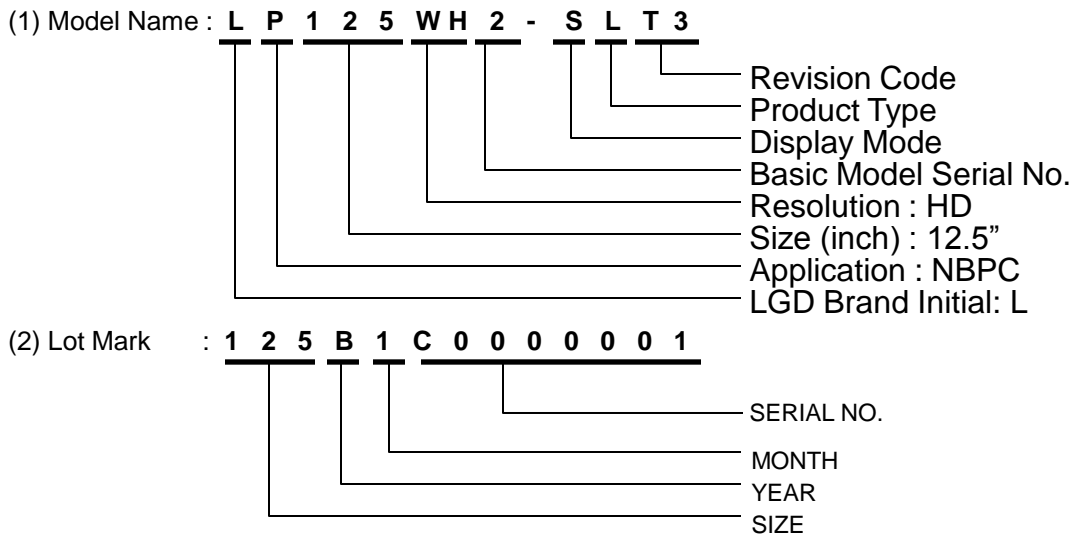 (1) Model Name : L P 1 2 5 W H 2 - S L T 3
Revision Code
Product Type
Display Mode
Basic Model Serial No.
Resolution : HD
Size (inch) : 12.5”
Application : NBPC
LGD Brand Initial: L
(2) Lot Mark : 1 2 5 B 1 C 0 0 0 0 0 0 1
SERIAL NO.
MONTH
YEAR
SIZE